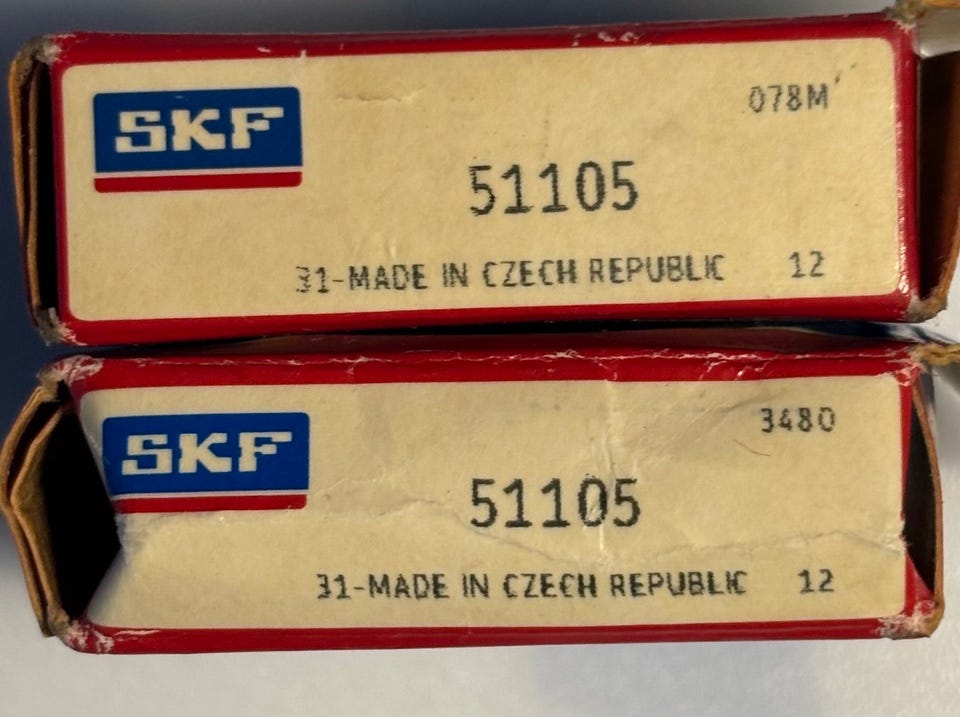 SKF
078M
51105
31-MADE IN CZECH REPUBLIC 12
SKF
3480
51105
31-MADE IN CZECH REPUBLIC 12